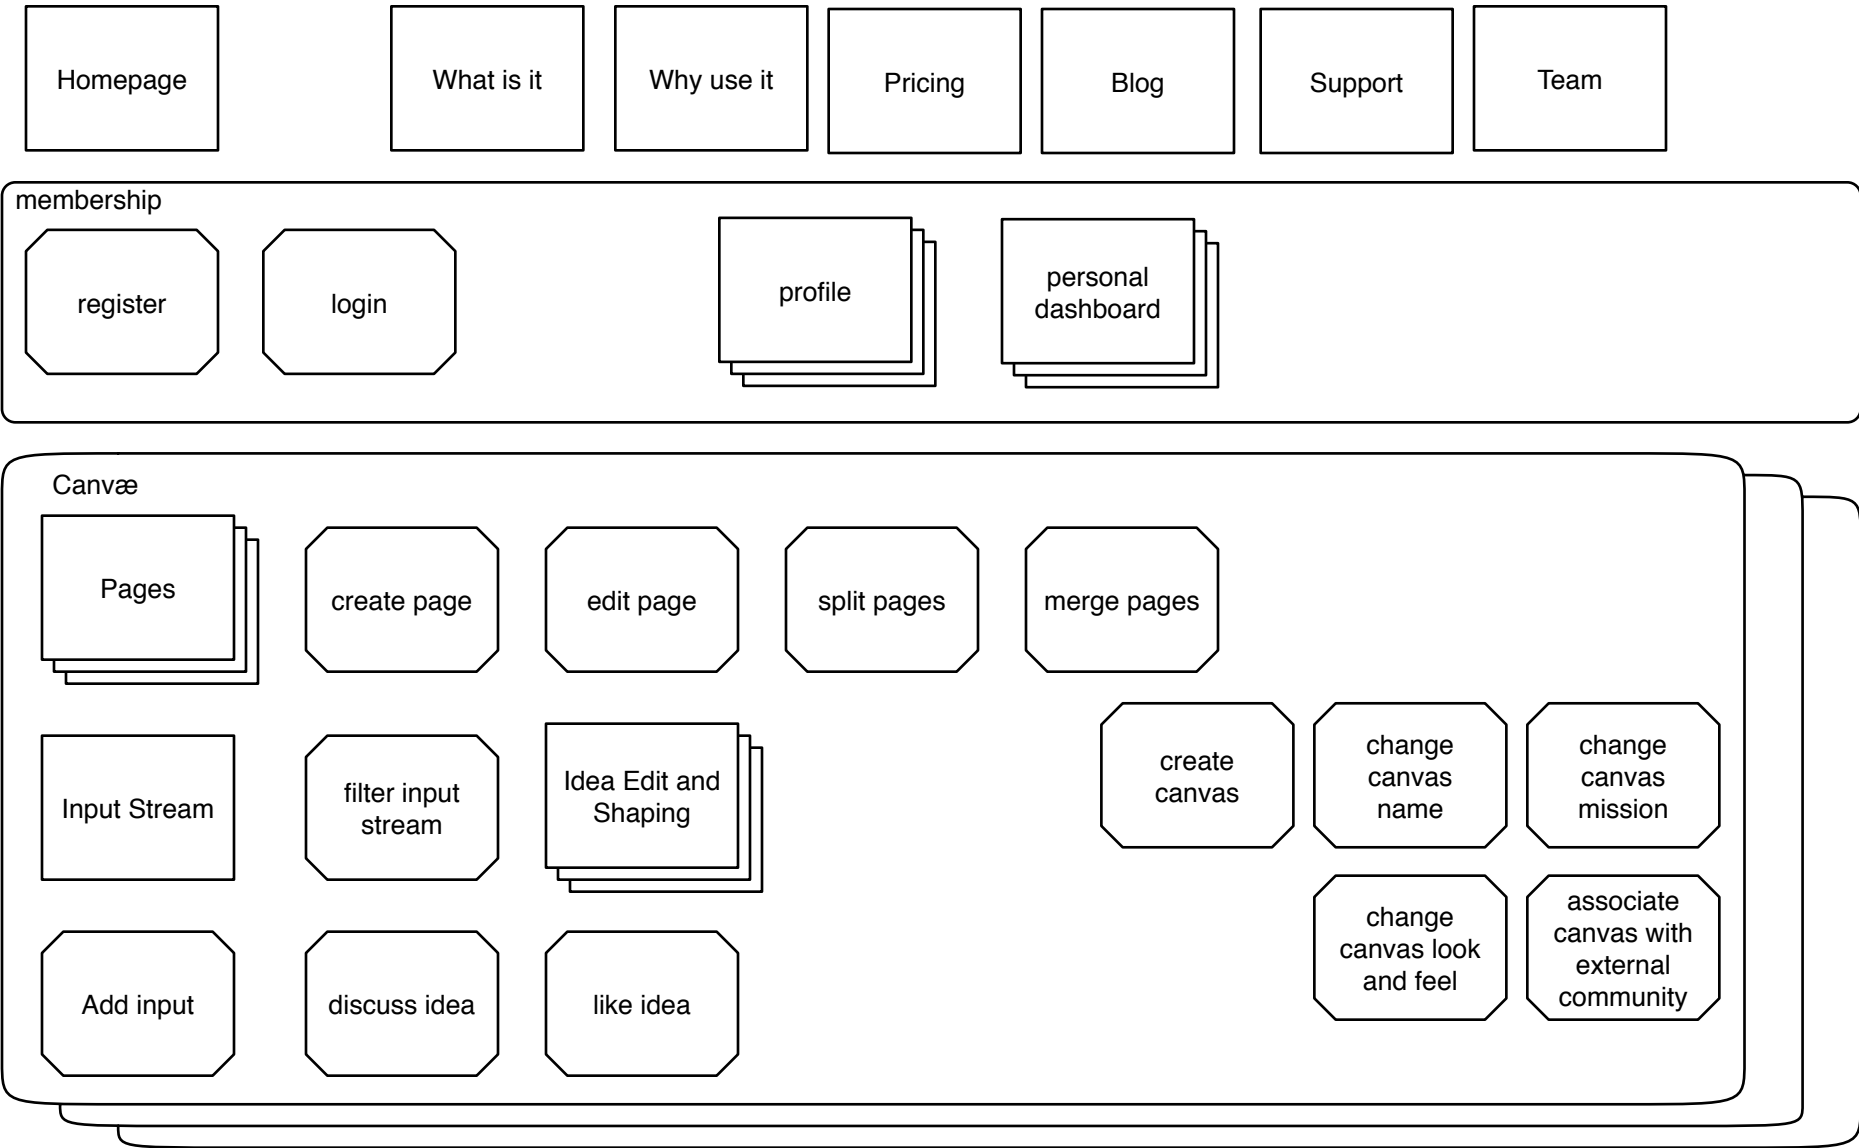 Homepage
What is it
Why use it
Pricing
Blog
Support
Team
membership
register
login
profile
personal
dashboard
Canvæ
Pages
create page
edit page
split pages
merge pages
Input Stream
filter input
stream
Idea Edit and
Shaping
create
canvas
change
canvas
name
change
canvas
mission
Add input
discuss idea
like idea
change
canvas look
and feel
associate
canvas with
external
community